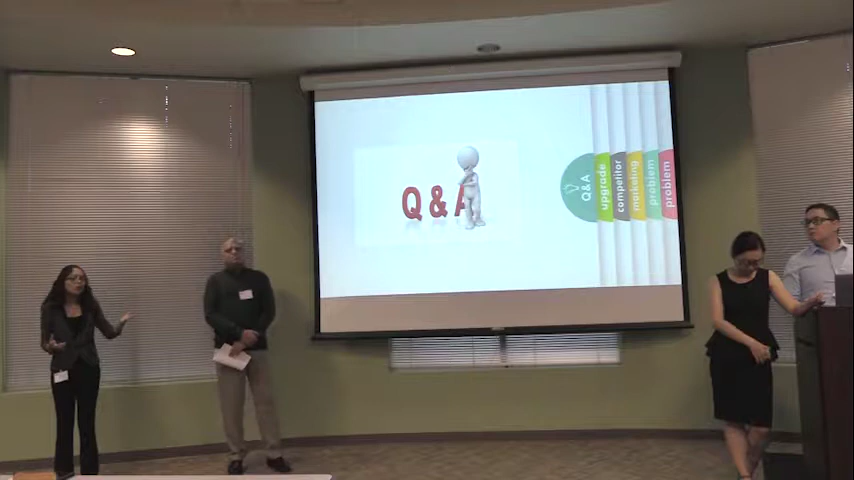 Q & A
Q&A
upgrade
competitor
marketing
problem
problem